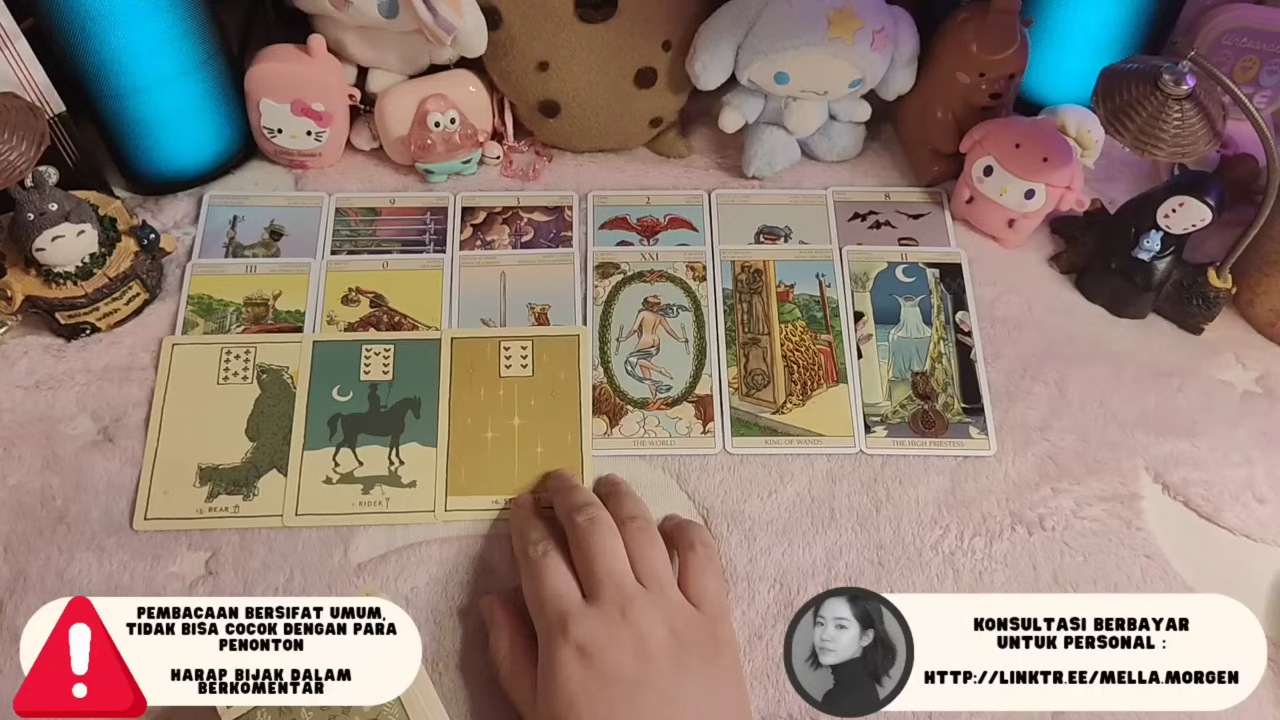 9
3
2
8
III
0
XXI
II
THE WORLD
KING OF WANDS
THE HIGH PRIESTESS
15. BEAR
1. RIDER
PEMBACAAN BERSIFAT UMUM,
TIDAK BISA COCOK DENGAN PARA
PENONTON
HARAP BIJAK DALAM
BERKOMENTAR
KONSULTASI BERBAYAR
UNTUK PERSONAL :
HTTP://LINKTR.EE/MELLA.MORGEN